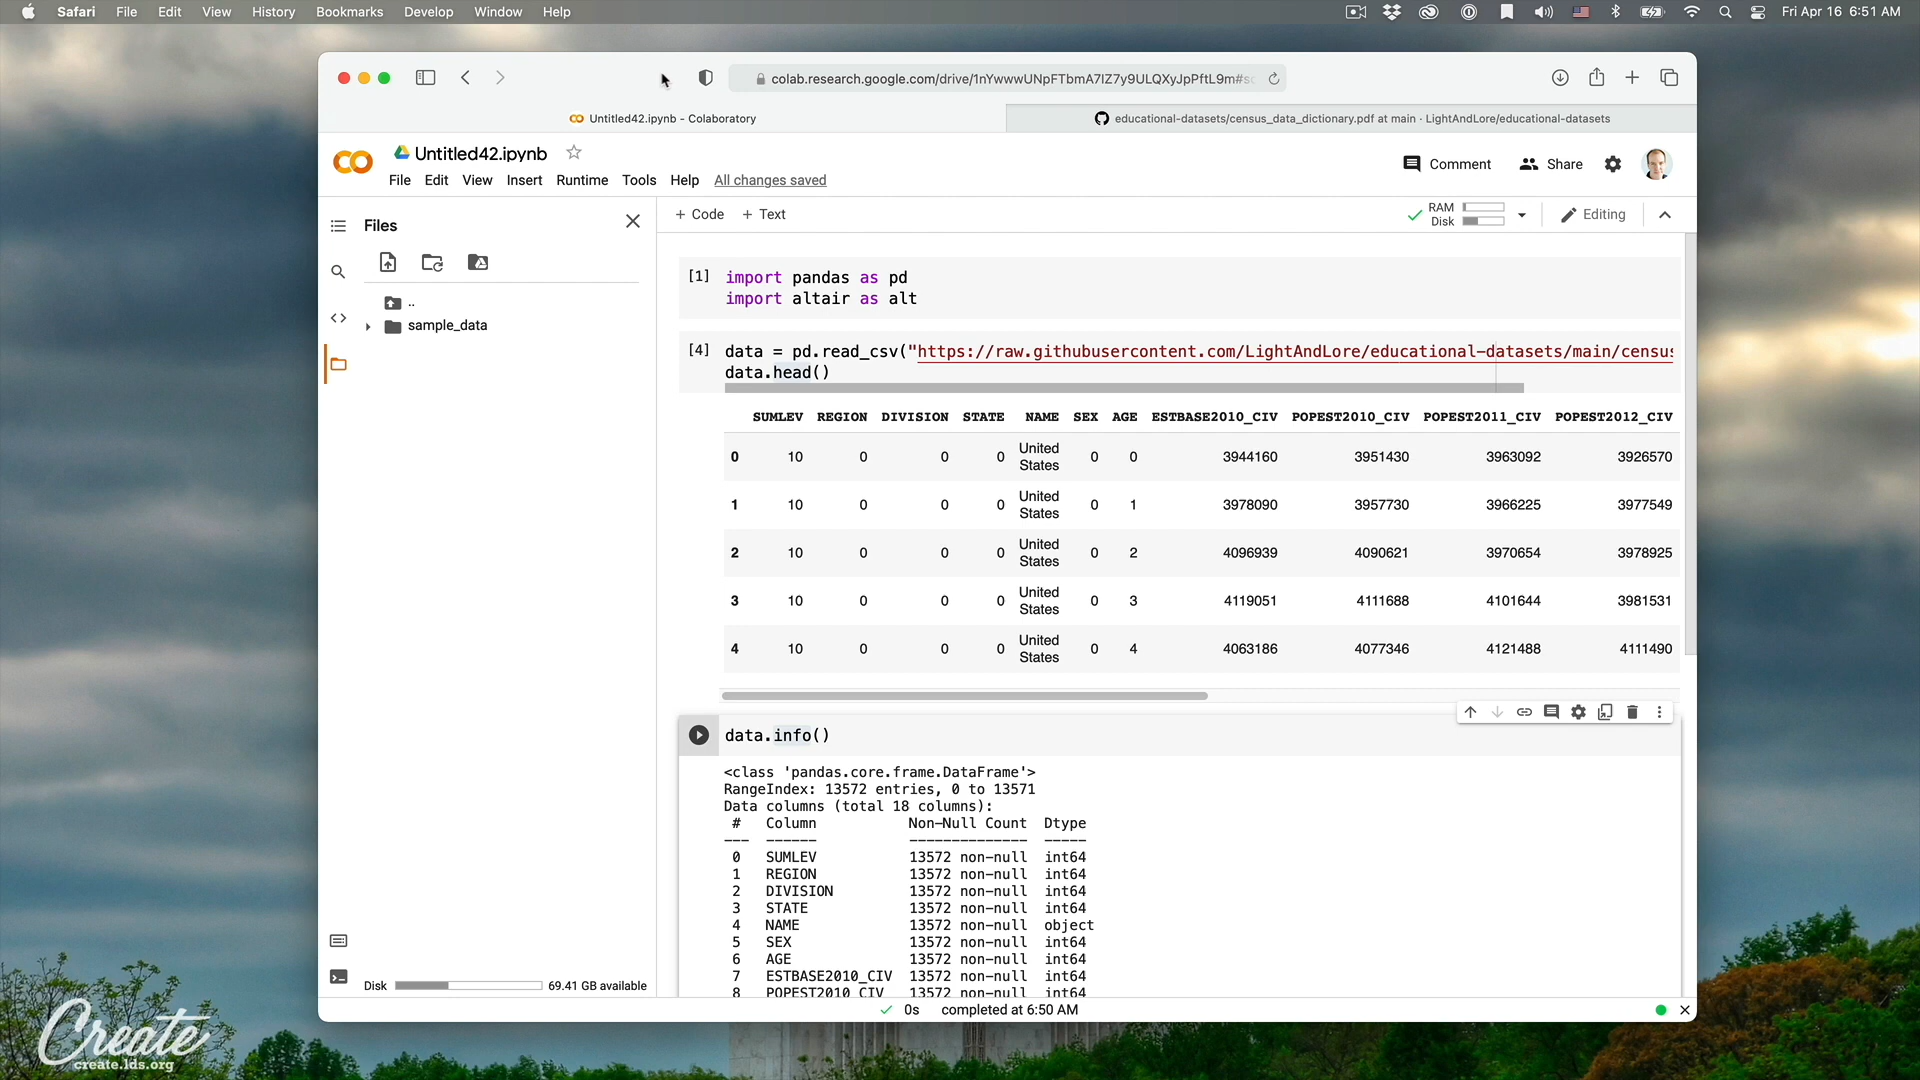 Safari File Edit View History Bookmarks Develop Window Help Fri Apr 16 6:51 AM
colab.research.google.com/drive/1nYwwwUNpFTbmA7lZ7y9ULQXyJpPftL9m#sc
Untitled42.ipynb - Colaboratory
educational-datasets/census_data_dictionary.pdf at main · LightAndLore/educational-datasets
Untitled42.ipynb
Comment Share
File Edit View Insert Runtime Tools Help All changes saved
Files
+ Code + Text
RAM
Disk
Editing
..
sample_data
[1] import pandas as pd
import altair as alt
[4] data = pd.read_csv("https://raw.githubusercontent.com/LightAndLore/educational-datasets/main/census
data.head()
SUMLEV REGION DIVISION STATE NAME SEX AGE ESTBASE2010_CIV POPEST2010_CIV POPEST2011_CIV POPEST2012_CIV
0 10 0 0 0 United States 0 0 3944160 3951430 3963092 3926570
1 10 0 0 0 United States 0 1 3978090 3957730 3966225 3977549
2 10 0 0 0 United States 0 2 4096939 4090621 3970654 3978925
3 10 0 0 0 United States 0 3 4119051 4111688 4101644 3981531
4 10 0 0 0 United States 0 4 4063186 4077346 4121488 4111490
data.info()
<class 'pandas.core.frame.DataFrame'>
RangeIndex: 13572 entries, 0 to 13571
Data columns (total 18 columns):
# Column Non-Null Count Dtype
--- ------ -------------- -----
0 SUMLEV 13572 non-null int64
1 REGION 13572 non-null int64
2 DIVISION 13572 non-null int64
3 STATE 13572 non-null int64
4 NAME 13572 non-null object
5 SEX 13572 non-null int64
6 AGE 13572 non-null int64
7 ESTBASE2010_CIV 13572 non-null int64
8 POPEST2010_CIV 13572 non-null int64
Disk 69.41 GB available
0s completed at 6:50 AM
Create
create.lds.org